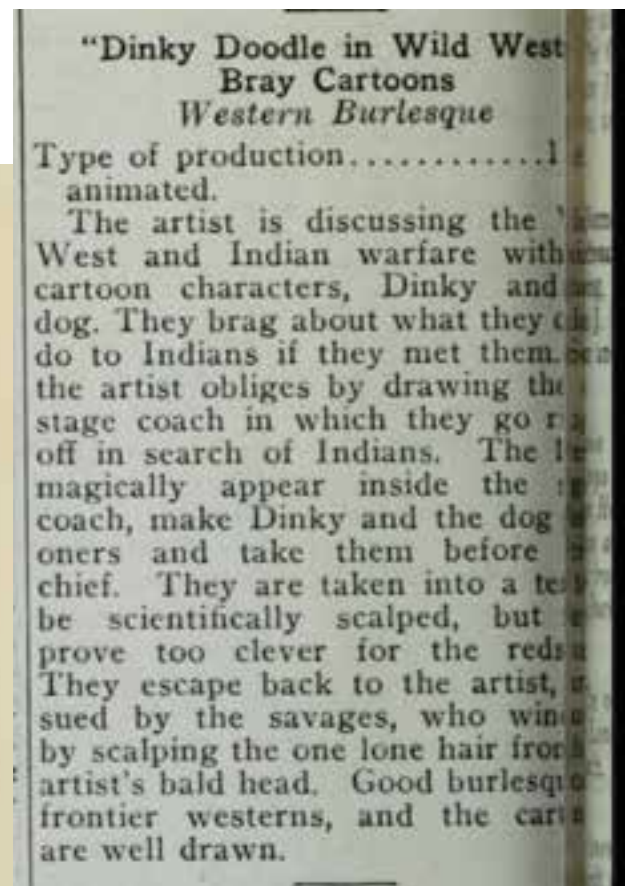 "Dinky Doodle in Wild West
Bray Cartoons
Western Burlesque
Type of production............1
animated.
The artist is discussing the
West and Indian warfare with
cartoon characters, Dinky and
dog. They brag about what they
do to Indians if they met them.
the artist obliges by drawing the
stage coach in which they go
off in search of Indians. The
magically appear inside the
coach, make Dinky and the dog
oners and take them before
chief. They are taken into a
be scientifically scalped, but
prove too clever for the
They escape back to the artist,
sued by the savages, who
by scalping the one lone hair
artist's bald head. Good
frontier westerns, and the
are well drawn.